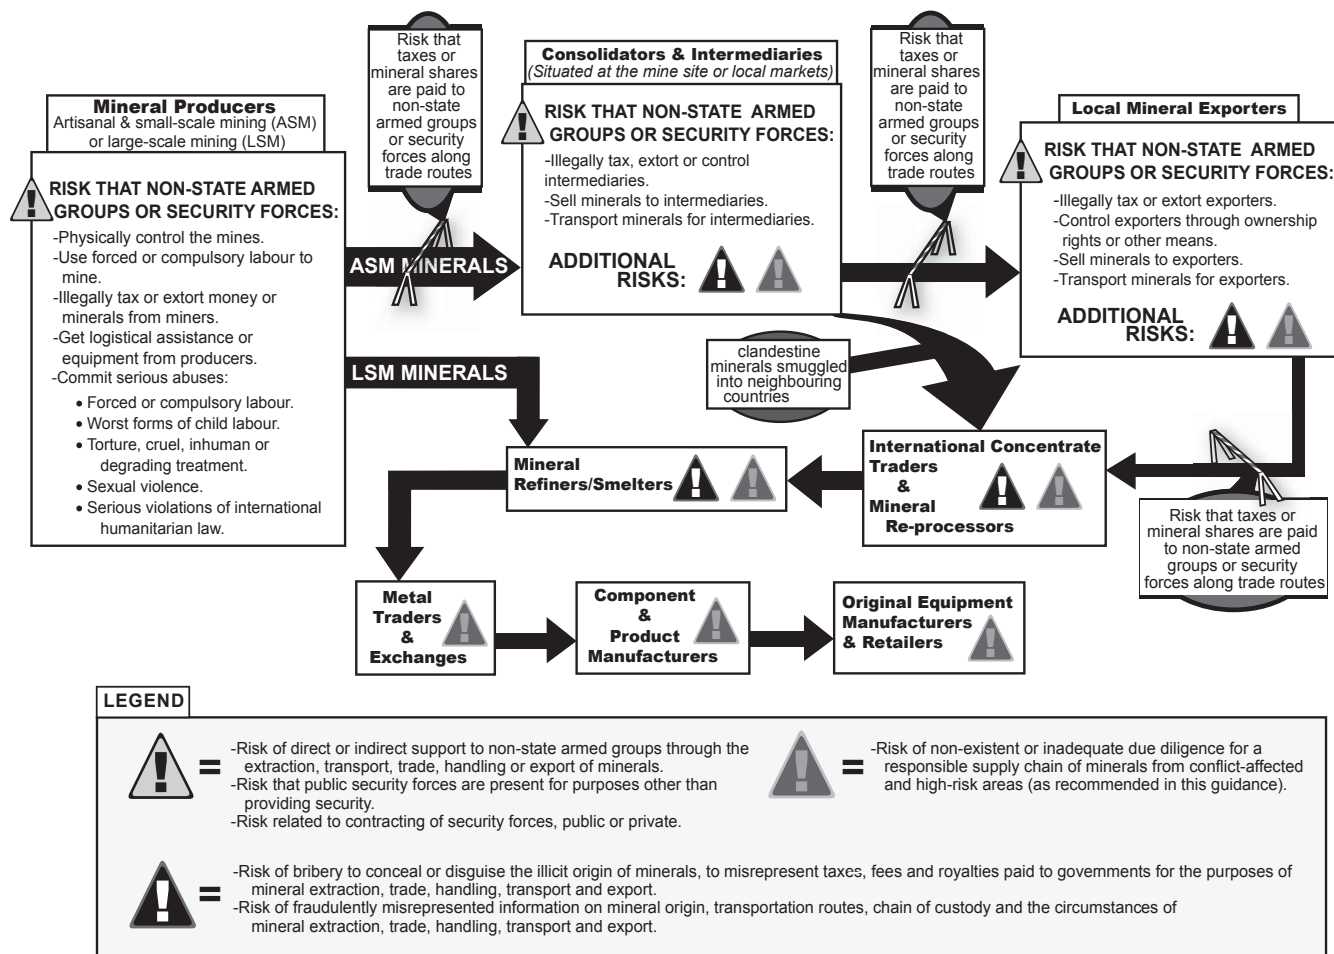 Mineral Producers
Artisanal & small-scale mining (ASM)
or large-scale mining (LSM)
RISK THAT NON-STATE ARMED
GROUPS OR SECURITY FORCES:
-Physically control the mines.
-Use forced or compulsory labour to
mine.
-Illegally tax or extort money or
minerals from miners.
-Get logistical assistance or
equipment from producers.
-Commit serious abuses:
• Forced or compulsory labour.
• Worst forms of child labour.
• Torture, cruel, inhuman or
degrading treatment.
• Sexual violence.
• Serious violations of international
humanitarian law.
Risk that
taxes or
mineral shares
are paid to
non-state
armed groups
or security
forces along
trade routes
ASM MINERALS
LSM MINERALS
Consolidators & Intermediaries
(Situated at the mine site or local markets)
RISK THAT NON-STATE ARMED
GROUPS OR SECURITY FORCES:
-Illegally tax, extort or control
intermediaries.
-Sell minerals to intermediaries.
-Transport minerals for intermediaries.
ADDITIONAL
RISKS:
Risk that
taxes or
mineral shares
are paid to
non-state
armed groups
or security
forces along
trade routes
Local Mineral Exporters
RISK THAT NON-STATE ARMED
GROUPS OR SECURITY FORCES:
-Illegally tax or extort exporters.
-Control exporters through ownership
rights or other means.
-Sell minerals to exporters.
-Transport minerals for exporters.
ADDITIONAL
RISKS:
clandestine
minerals smuggled
into neighbouring
countries
Mineral
Refiners/Smelters
International Concentrate
Traders
&
Mineral
Re-processors
Risk that taxes or
mineral shares are paid
to non-state armed
groups or security
forces along trade routes
Metal
Traders
&
Exchanges
Component
&
Product
Manufacturers
Original Equipment
Manufacturers
& Retailers
LEGEND
=
-Risk of direct or indirect support to non-state armed groups through the
extraction, transport, trade, handling or export of minerals.
-Risk that public security forces are present for purposes other than
providing security.
-Risk related to contracting of security forces, public or private.
=
-Risk of non-existent or inadequate due diligence for a
responsible supply chain of minerals from conflict-affected
and high-risk areas (as recommended in this guidance).
=
-Risk of bribery to conceal or disguise the illicit origin of minerals, to misrepresent taxes, fees and royalties paid to governments for the purposes of
mineral extraction, trade, handling, transport and export.
-Risk of fraudulently misrepresented information on mineral origin, transportation routes, chain of custody and the circumstances of
mineral extraction, trade, handling, transport and export.